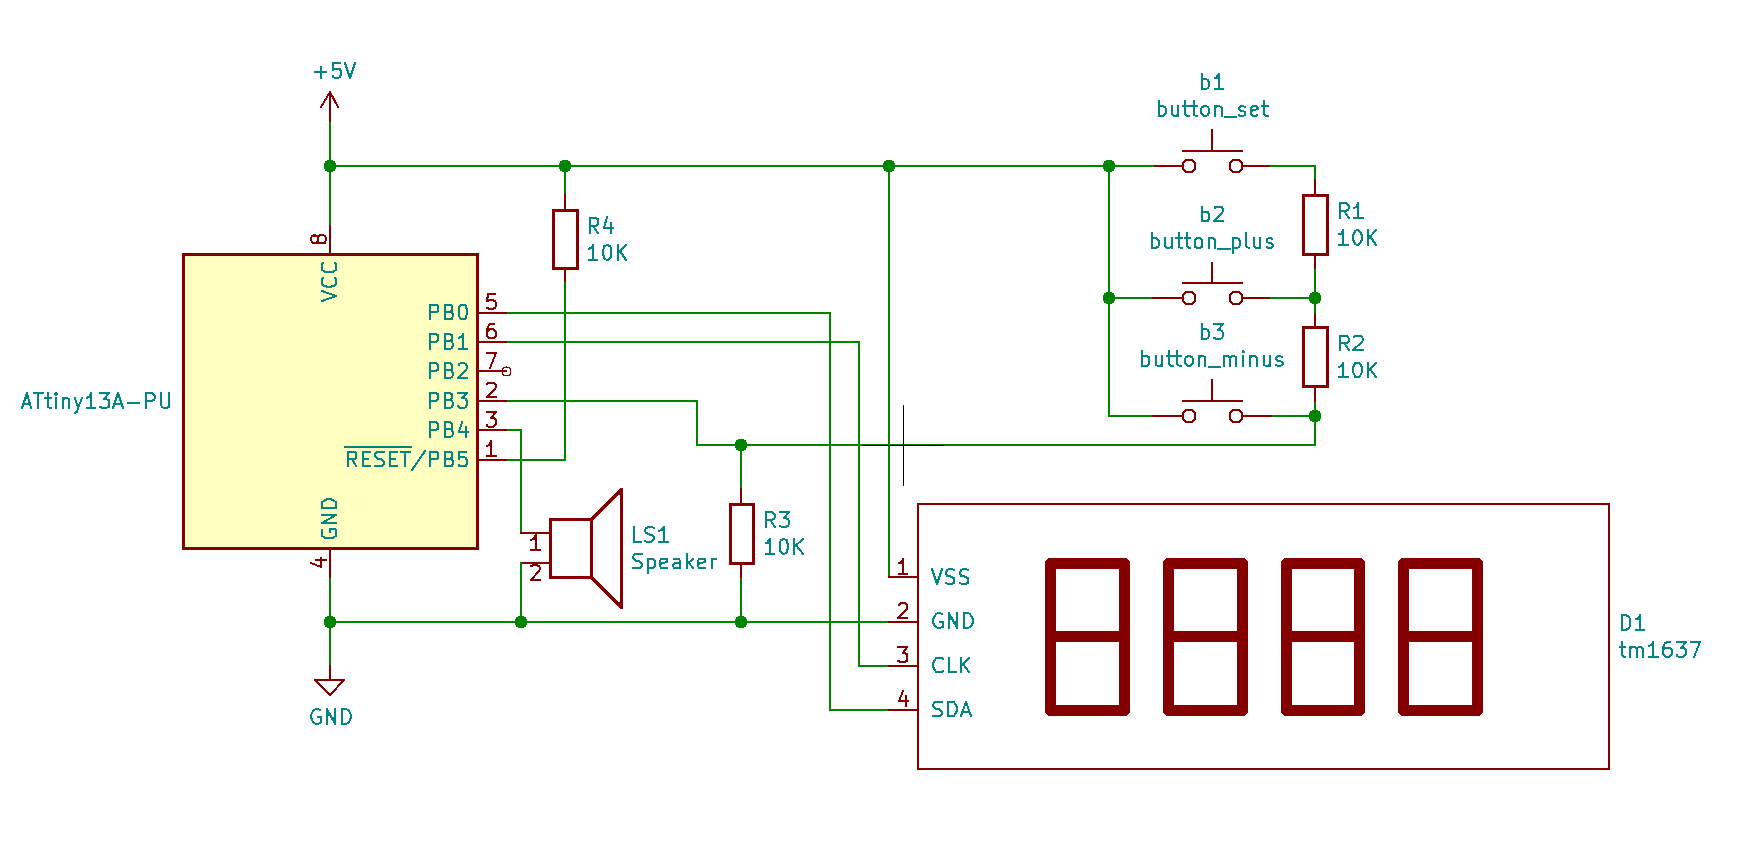 +5V
b1
button_set
R4
10K
R1
10K
b2
button_plus
8
VCC
PB0 5
PB1 6
PB2 7
PB3 2
PB4 3
RESET/PB5 1
ATtiny13A-PU
b3
button_minus
R2
10K
GND
4
1
2
LS1
Speaker
R3
10K
1 VSS
2 GND
3 CLK
4 SDA
8888
D1
tm1637
GND